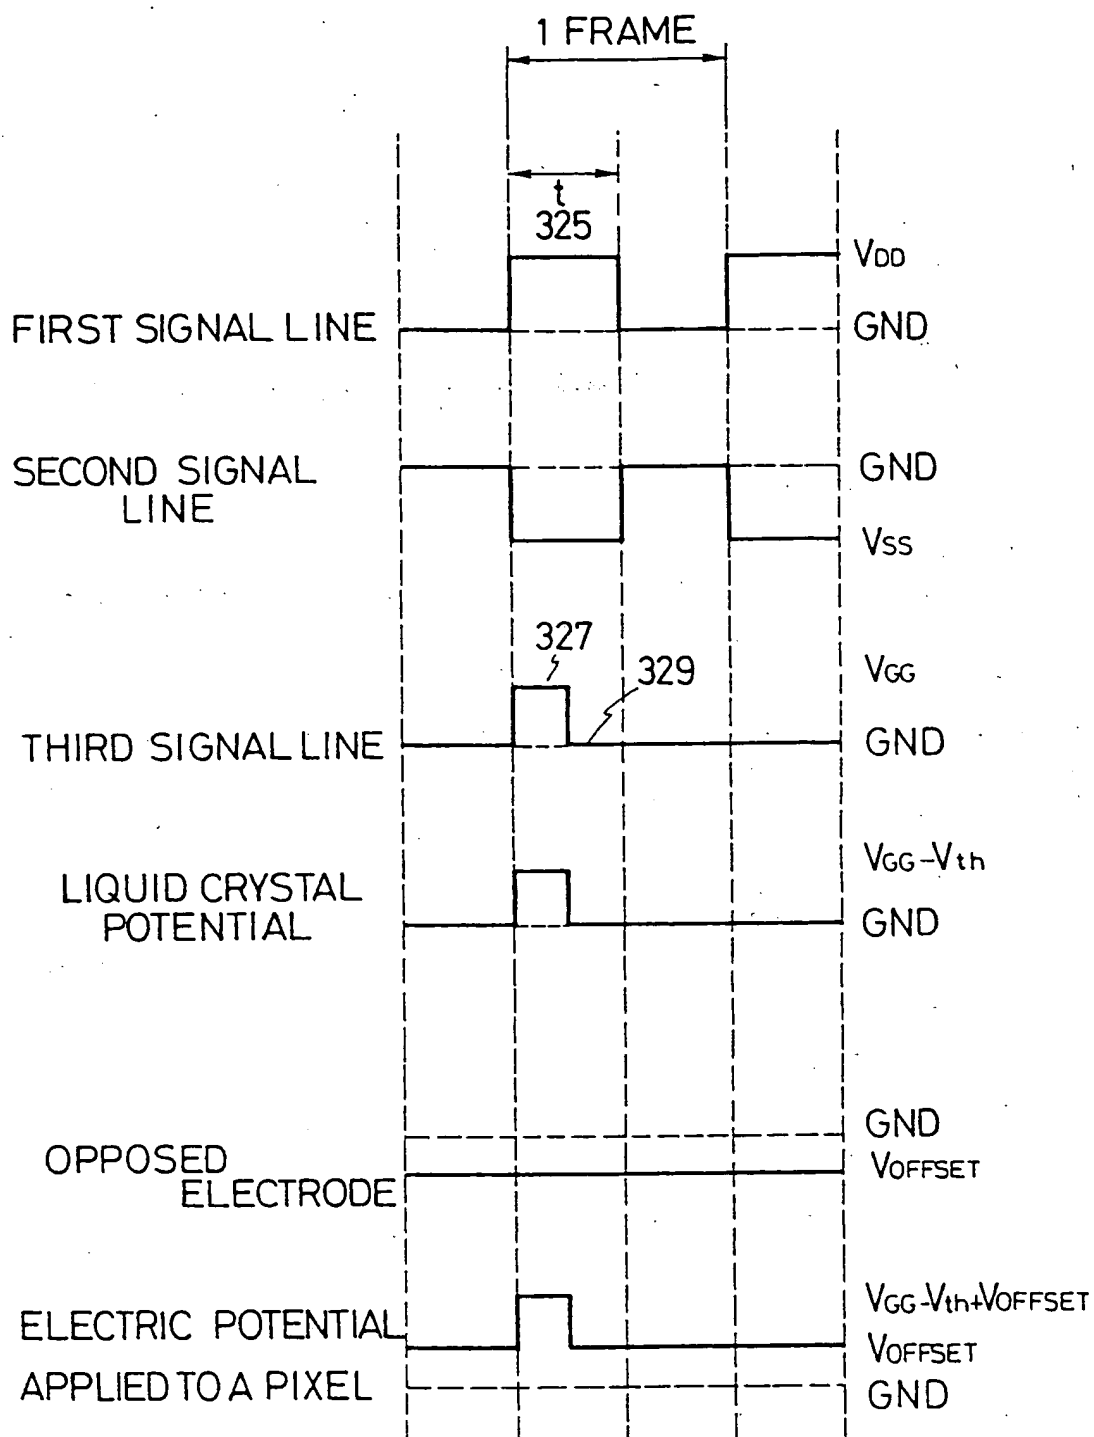 1 FRAME
t
325
VDD
FIRST SIGNAL LINE
GND
SECOND SIGNAL
LINE
GND
VSS
327
329
VGG
THIRD SIGNAL LINE
GND
VGG-Vth
LIQUID CRYSTAL
POTENTIAL
GND
GND
OPPOSED
ELECTRODE
VOFFSET
VGG-Vth+VOFFSET
ELECTRIC POTENTIAL
VOFFSET
APPLIED TO A PIXEL
GND